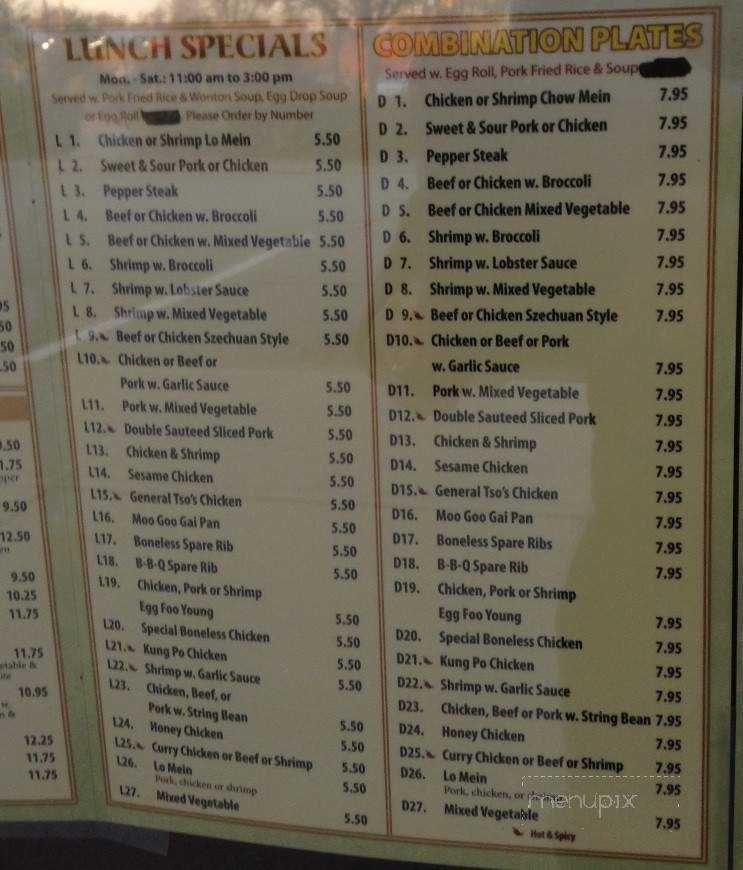 LUNCH SPECIALS
Mon. - Sat.: 11:00 am to 3:00 pm
Served w. Pork Fried Rice & Wonton Soup, Egg Drop Soup
or Egg Roll . Please Order by Number
L 1. Chicken or Shrimp Lo Mein 5.50
L 2. Sweet & Sour Pork or Chicken 5.50
L 3. Pepper Steak 5.50
L 4. Beef or Chicken w. Broccoli 5.50
L 5. Beef or Chicken w. Mixed Vegetable 5.50
L 6. Shrimp w. Broccoli 5.50
L 7. Shrimp w. Lobster Sauce 5.50
L 8. Shrimp w. Mixed Vegetable 5.50
L 9. Beef or Chicken Szechuan Style 5.50
L10. Chicken or Beef or
Pork w. Garlic Sauce 5.50
L11. Pork w. Mixed Vegetable 5.50
L12. Double Sauteed Sliced Pork 5.50
L13. Chicken & Shrimp 5.50
L14. Sesame Chicken 5.50
L15. General Tso's Chicken 5.50
L16. Moo Goo Gai Pan 5.50
L17. Boneless Spare Rib 5.50
L18. B-B-Q Spare Rib 5.50
L19. Chicken, Pork or Shrimp
Egg Foo Young 5.50
L20. Special Boneless Chicken 5.50
L21. Kung Po Chicken 5.50
L22. Shrimp w. Garlic Sauce 5.50
L23. Chicken, Beef, or
Pork w. String Bean 5.50
L24. Honey Chicken 5.50
L25. Curry Chicken or Beef or Shrimp 5.50
L26. Lo Mein 5.50
Pork, chicken or shrimp
L27. Mixed Vegetable 5.50
COMBINATION PLATES
Served w. Egg Roll, Pork Fried Rice & Soup
D 1. Chicken or Shrimp Chow Mein 7.95
D 2. Sweet & Sour Pork or Chicken 7.95
D 3. Pepper Steak 7.95
D 4. Beef or Chicken w. Broccoli 7.95
D 5. Beef or Chicken Mixed Vegetable 7.95
D 6. Shrimp w. Broccoli 7.95
D 7. Shrimp w. Lobster Sauce 7.95
D 8. Shrimp w. Mixed Vegetable 7.95
D 9. Beef or Chicken Szechuan Style 7.95
D10. Chicken or Beef or Pork
w. Garlic Sauce 7.95
D11. Pork w. Mixed Vegetable 7.95
D12. Double Sauteed Sliced Pork 7.95
D13. Chicken & Shrimp 7.95
D14. Sesame Chicken 7.95
D15. General Tso's Chicken 7.95
D16. Moo Goo Gai Pan 7.95
D17. Boneless Spare Ribs 7.95
D18. B-B-Q Spare Rib 7.95
D19. Chicken, Pork or Shrimp
Egg Foo Young 7.95
D20. Special Boneless Chicken 7.95
D21. Kung Po Chicken 7.95
D22. Shrimp w. Garlic Sauce 7.95
D23. Chicken, Beef or Pork w. String Bean 7.95
D24. Honey Chicken 7.95
D25. Curry Chicken or Beef or Shrimp 7.95
D26. Lo Mein 7.95
Pork, chicken, or
D27. Mixed Vegetable 7.95
Hot & Spicy
menupix
9.50
12.50
9.50
10.25
11.75
11.75
10.95
12.25
11.75
11.75